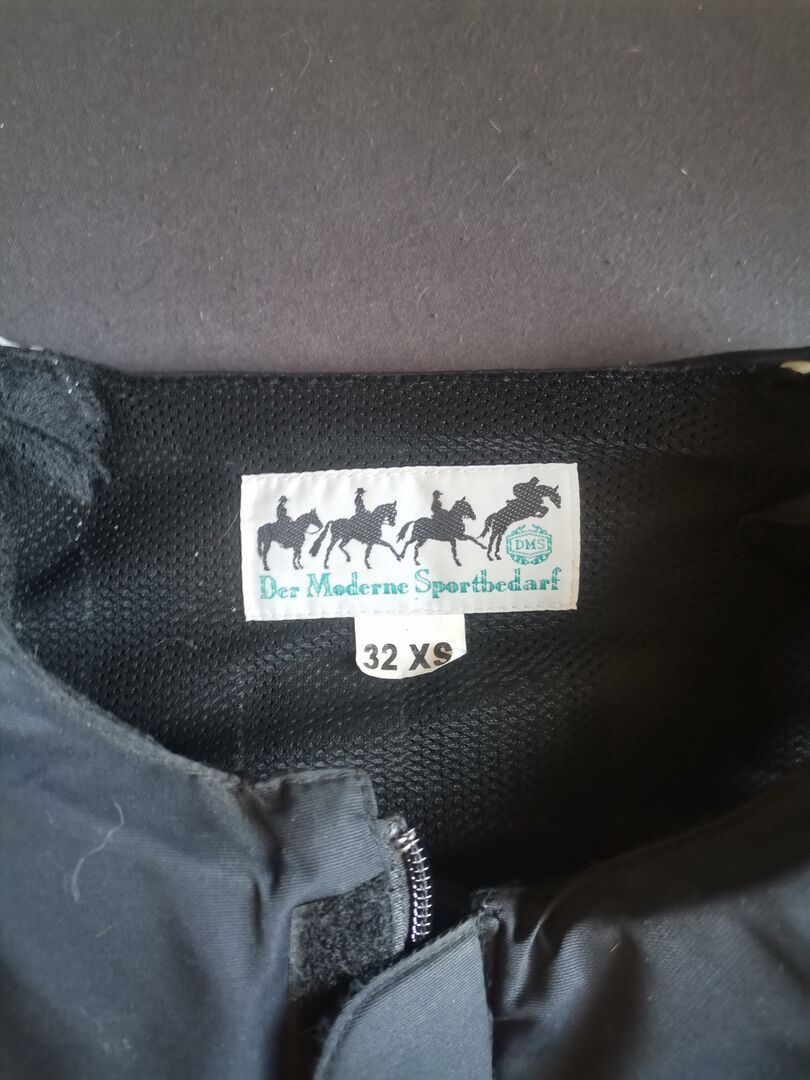 DMS
Der Moderne Sportbedarf
32 XS